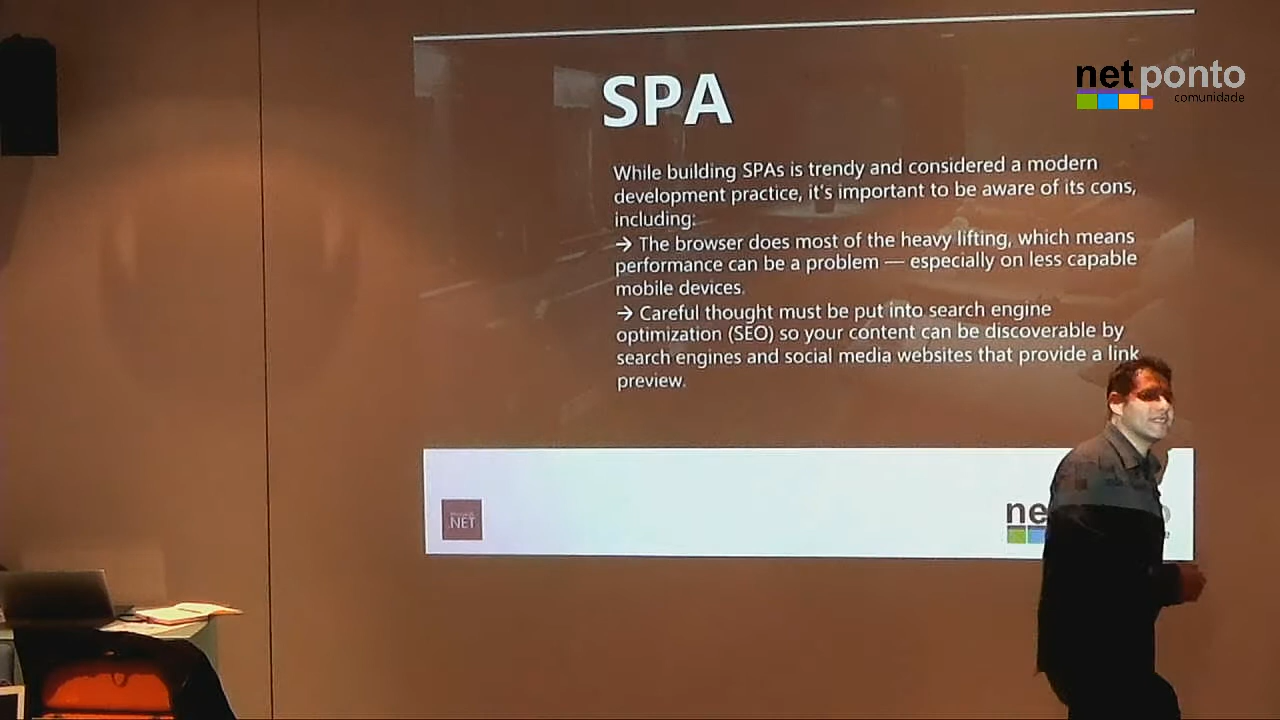 SPA
netponto
comunidade
While building SPAs is trendy and considered a modern
development practice, it's important to be aware of its cons,
including:
→ The browser does most of the heavy lifting, which means
performance can be a problem — especially on less capable
mobile devices.
→ Careful thought must be put into search engine
optimization (SEO) so your content can be discoverable by
search engines and social media websites that provide a link
preview.
.NET
ne